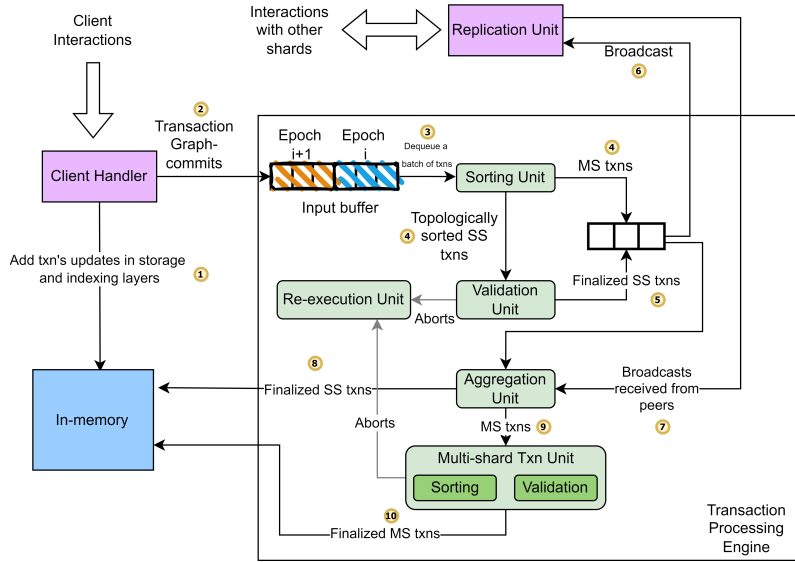 Client
Interactions
Interactions
with other
shards
Replication Unit
Broadcast
6
2
Transaction
Graph-
commits
Epoch
i+1
Epoch
i
3
Dequeue a
batch of txns
4
MS txns
Client Handler
Sorting Unit
Input buffer
4
Topologically
sorted SS
txns
Add txn's updates in storage
and indexing layers
1
Finalized SS txns
5
Re-execution Unit
Validation
Unit
Aborts
8
Finalized SS txns
Aggregation
Unit
Broadcasts
received from
peers
7
In-memory
Aborts
MS txns
9
Multi-shard Txn Unit
Sorting
Validation
10
Finalized MS txns
Transaction
Processing
Engine